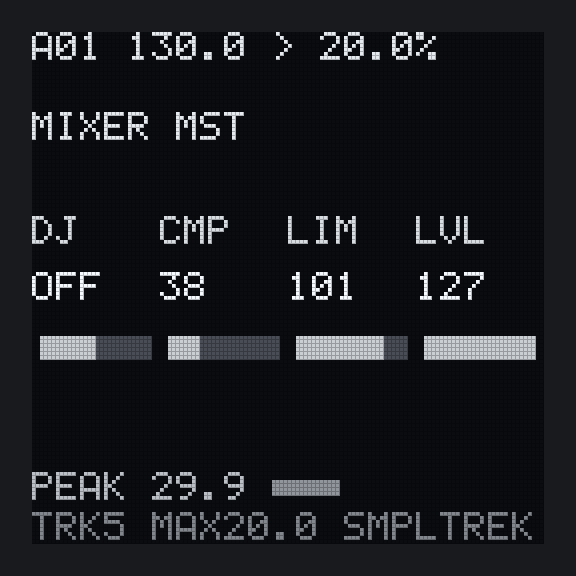 A01 130.0 > 20.0%
MIXER MST
DJ CMP LIM LVL
OFF 38 101 127
PEAK 29.9
TRK5 MAX20.0 SMPLTREK